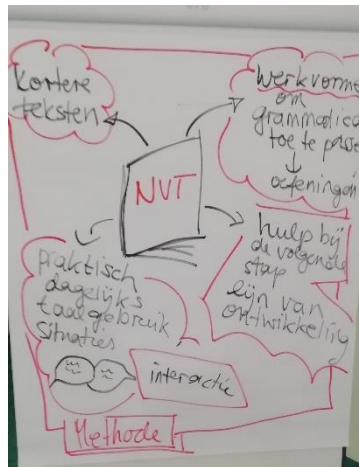 kortere
teksten
werkvormen
om
grammatica
toe te passen
oefeningen
NVT
hulp bij
de volgende
stap
lijn van
ontwikkeling
praktisch
dagelijks
taalgebruik
situaties
interactie
Methode